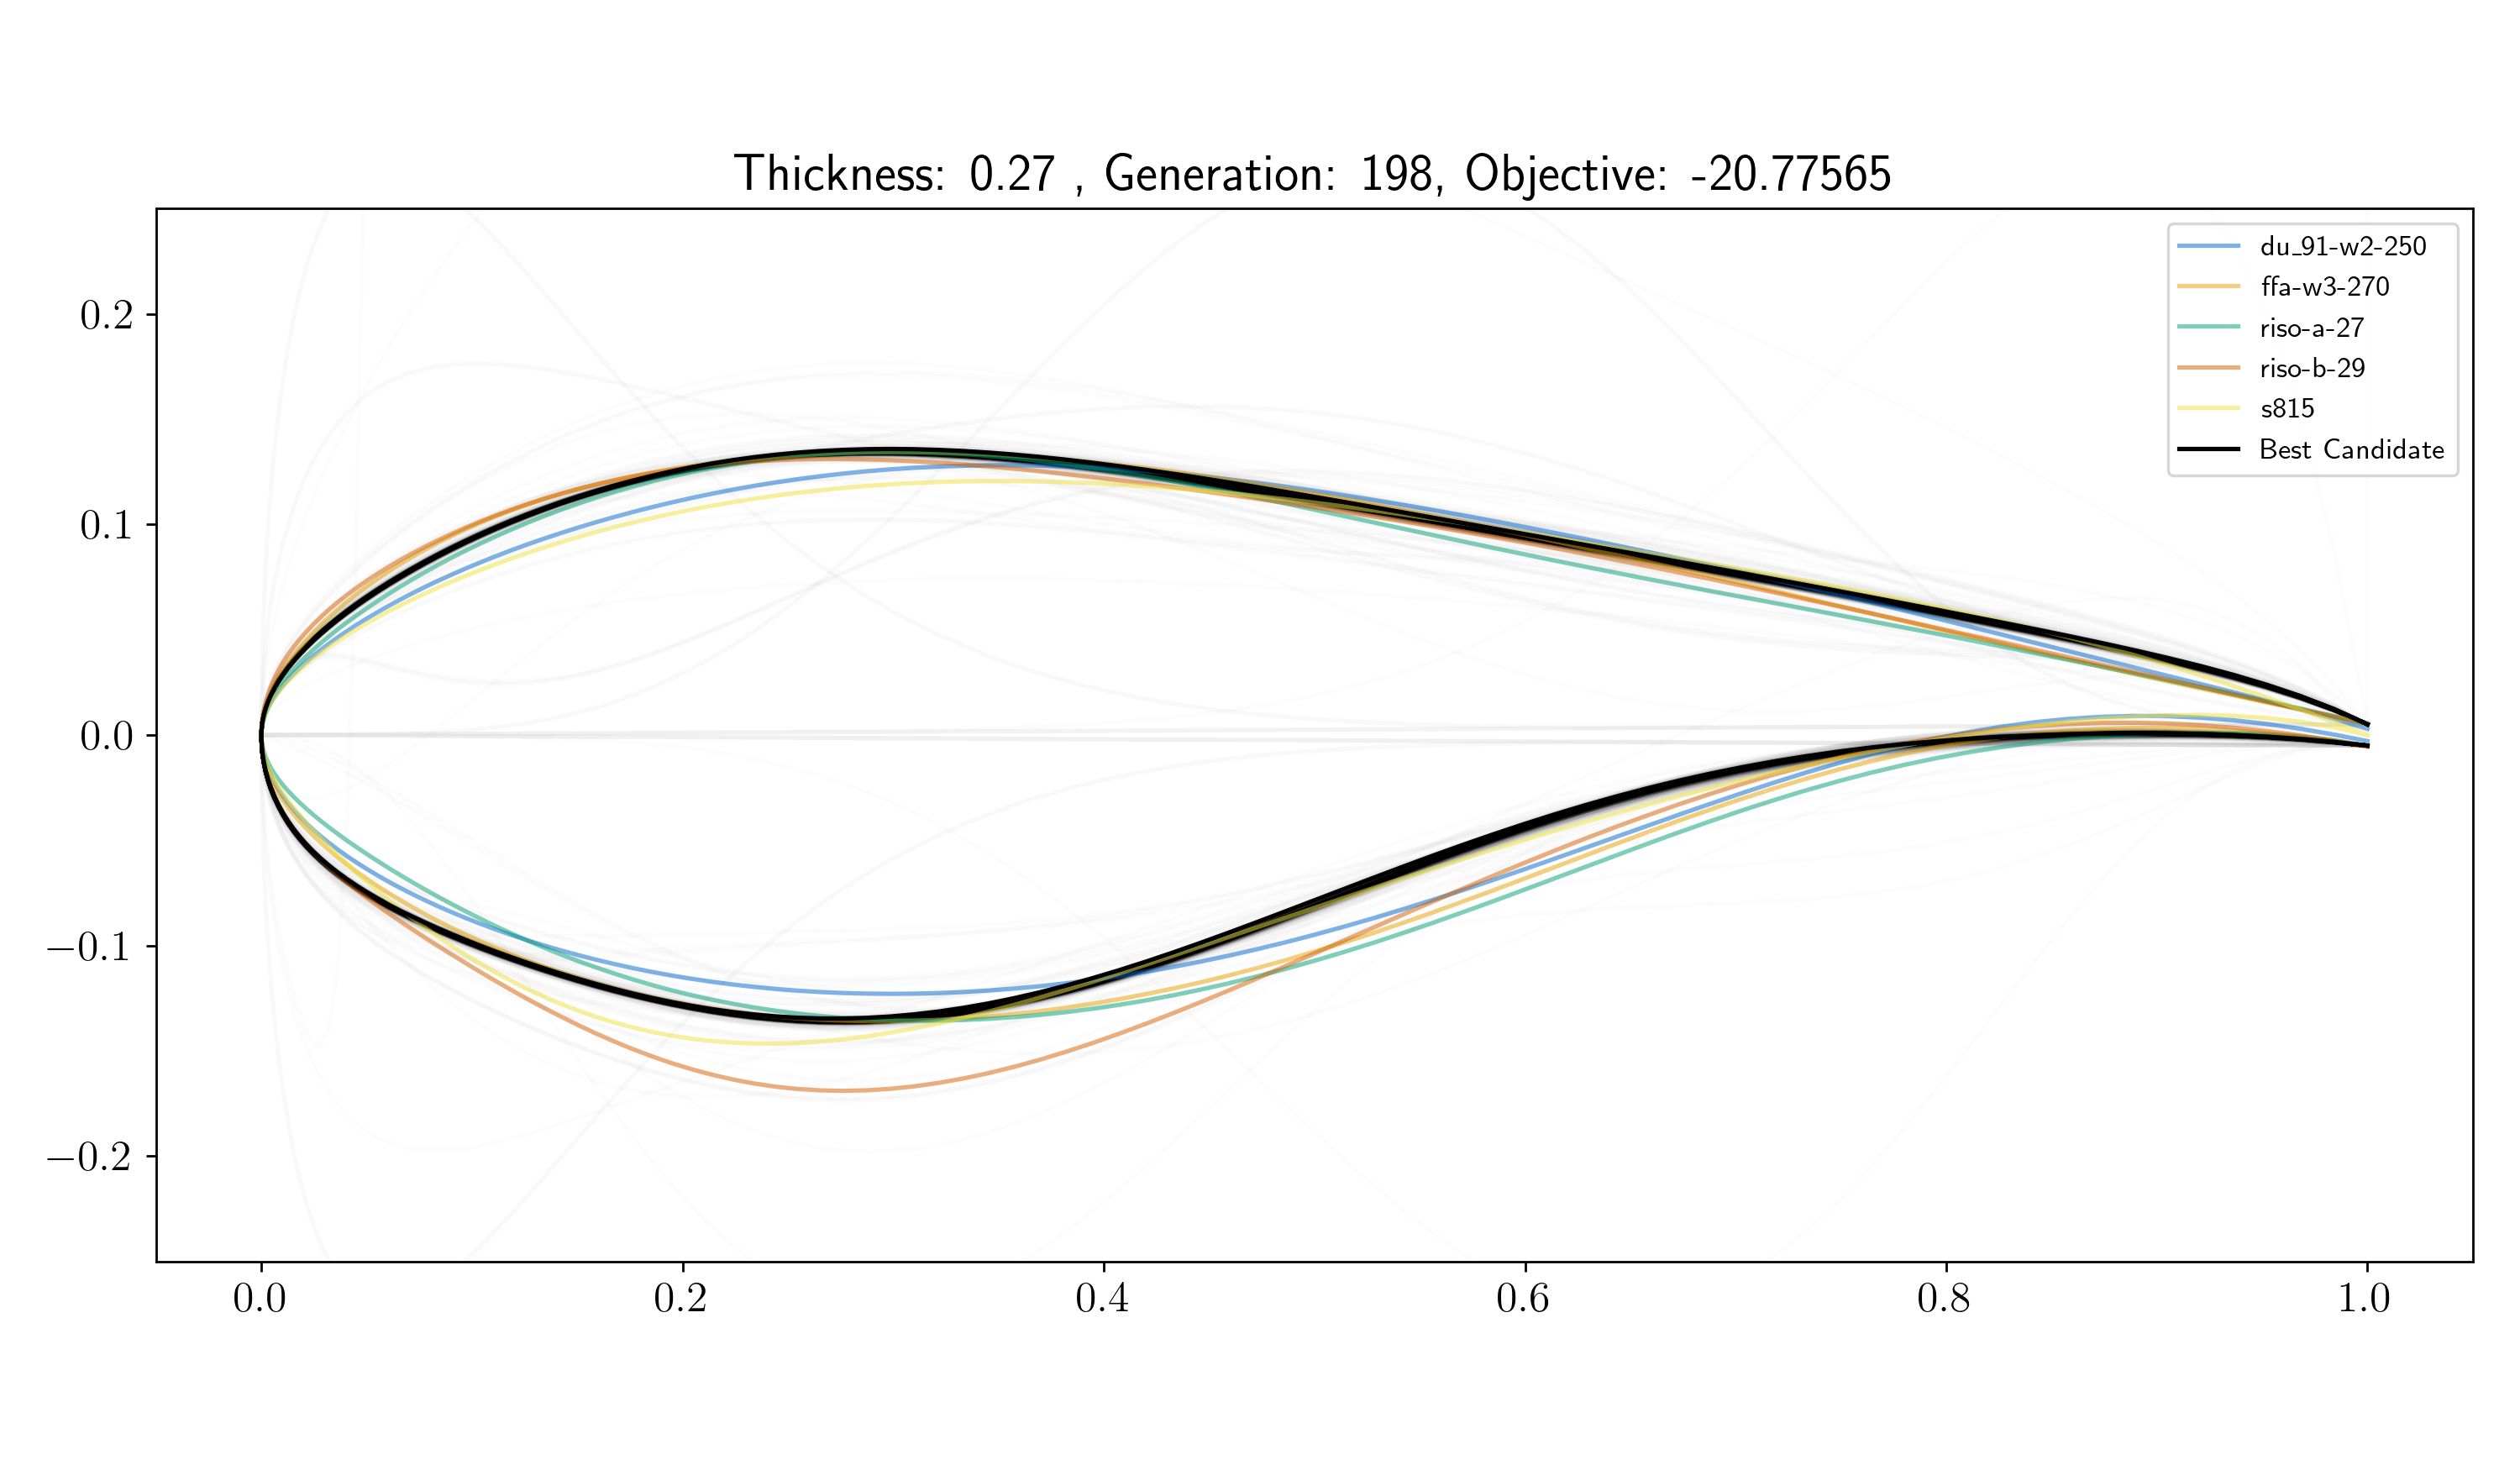 Thickness: 0.27 , Generation: 198, Objective: -20.77565
du_91-w2-250
ffa-w3-270
riso-a-27
riso-b-29
s815
Best Candidate
0.2
0.1
0.0
−0.1
−0.2
0.0 0.2 0.4 0.6 0.8 1.0